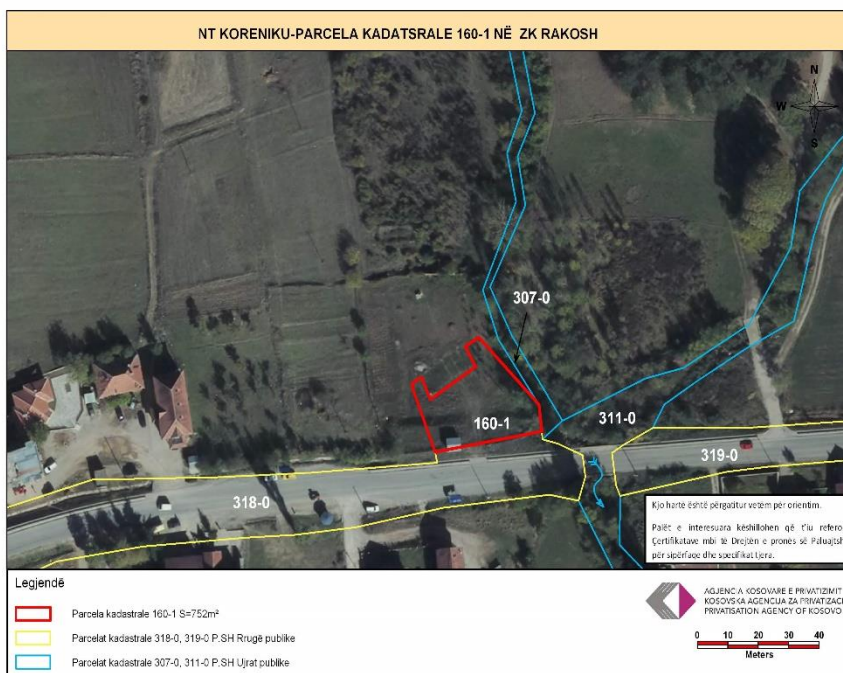 NT KORENIKU-PARCELA KADATSRALE 160-1 NË ZK RAKOSH
N
W
S
307-0
160-1
311-0
319-0
318-0
Kjo hartë është përgatitur vetëm për orientim.
Palët e interesuara këshillohen që t'iu refero
Çertifikatave mbi të Drejtën e pronës së Paluajtsh
për sipërfaqe dhe specifikat tjera.
Legjendë
Parcela kadastrale 160-1 S=752m²
Parcelat kadastrale 318-0, 319-0 P.SH Rrugë publike
Parcelat kadastrale 307-0, 311-0 P.SH Ujrat publike
AGJENCIA KOSOVARE E PRIVATIZIMIT
KOSOVSKA AGENCIJA ZA PRIVATIZACI
PRIVATISATION AGENCY OF KOSOVO
0 10 20 30 40
Meters